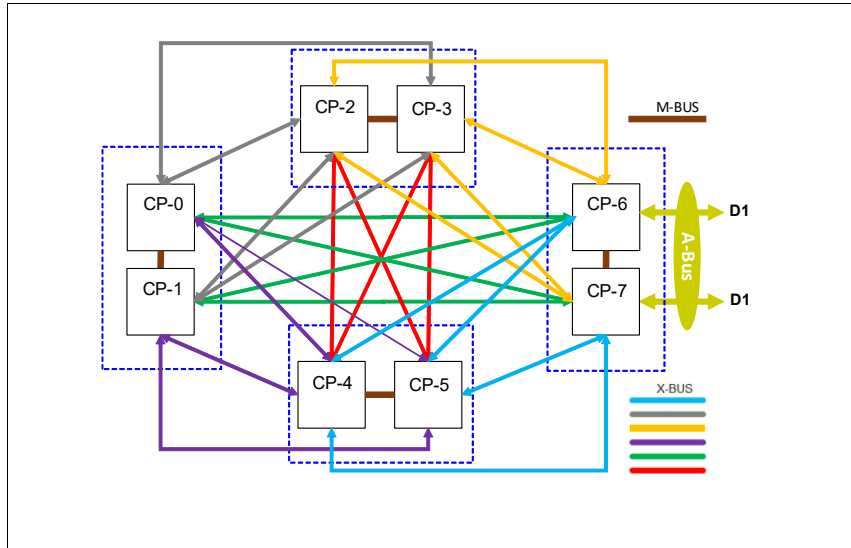 CP-2
CP-3
M-BUS
CP-0
CP-6
D1
A-Bus
CP-1
CP-7
D1
CP-4
CP-5
X-BUS